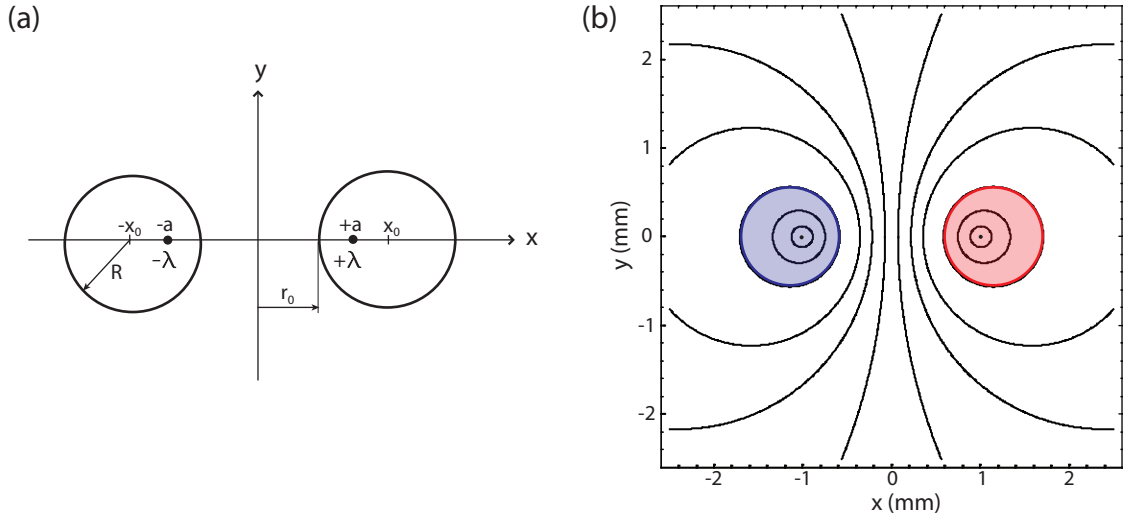 (a)
y
-x₀
-a
+a
x₀
x
-λ
+λ
R
r₀
(b)
2
1
0
-1
-2
y (mm)
-2
-1
0
1
2
x (mm)